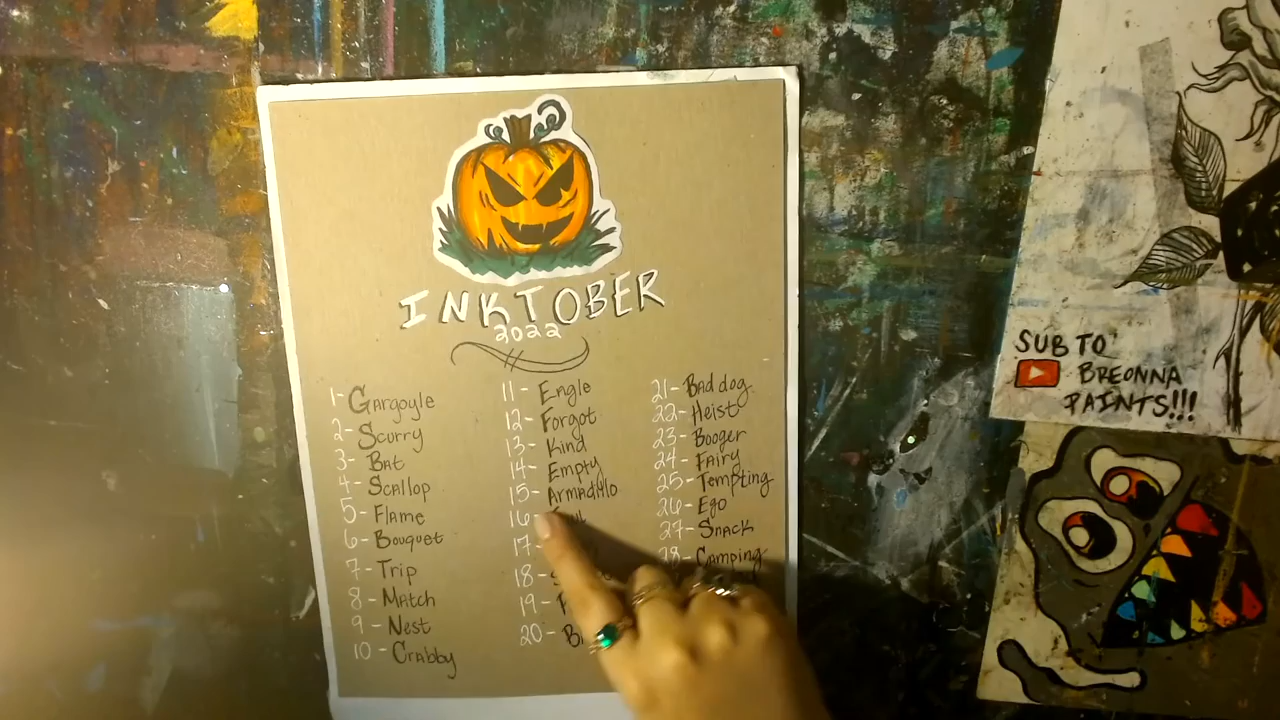 INKTOBER
2022
1- Gargoyle
2- Scurry
3- Bat
4- Scallop
5- Flame
6- Bouquet
7- Trip
8- Match
9- Nest
10- Crabby
11- Eagle
12- Forgot
13- Kind
14- Empty
15- Armadillo
16-
17-
18-
19-
20-
21- Bad dog
22- Heist
23- Booger
24- Fairy
25- Tempting
26- Ego
27- Snack
28- Camping
SUB TO
BREONNA
PAINTS!!!